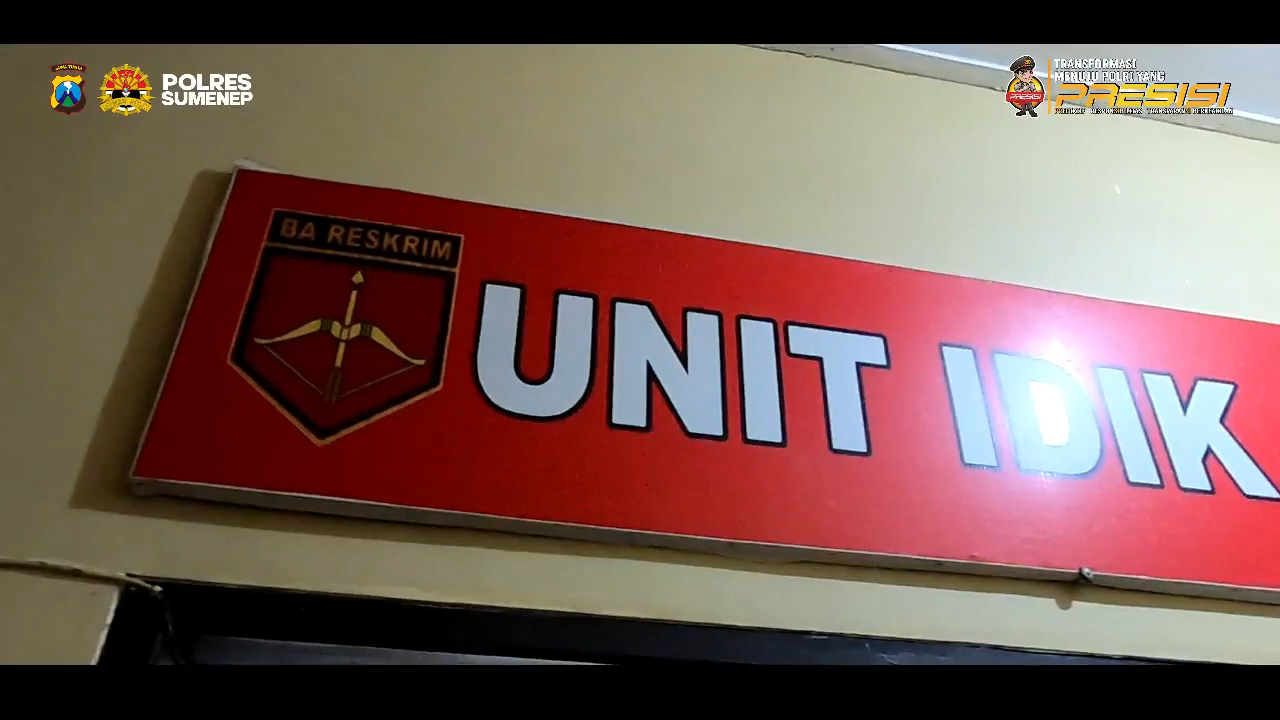 POLRES
SUMENEP
TRANSFORMASI
MENUJU POLRI YANG
PRESISI
BA RESKRIM
UNIT IDIK